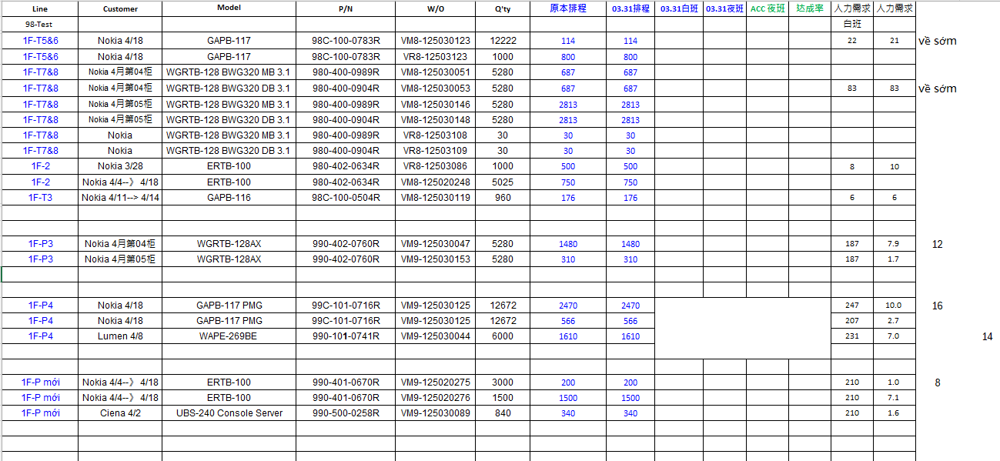 Line Customer Model P/N W/O Q'ty 原本排程 03.31排程 03.31白班 03.31夜班 ACC 夜班 达成率 人力需求 人力需求
98-Test 白班
1F-T5&6 Nokia 4/18 GAPB-117 98C-100-0783R VM8-125030123 12222 114 114 22 21 về sớm
1F-T5&6 Nokia 4/18 GAPB-117 98C-100-0783R VR8-12503123 1000 800 800
1F-T7&8 Nokia 4月第04柜 WGRTB-128 BWG320 MB 3.1 980-400-0989R VM8-125030051 5280 687 687
1F-T7&8 Nokia 4月第04柜 WGRTB-128 BWG320 DB 3.1 980-400-0904R VM8-125030053 5280 687 687 83 83 về sớm
1F-T7&8 Nokia 4月第05柜 WGRTB-128 BWG320 MB 3.1 980-400-0989R VM8-125030146 5280 2813 2813
1F-T7&8 Nokia 4月第05柜 WGRTB-128 BWG320 DB 3.1 980-400-0904R VM8-125030148 5280 2813 2813
1F-T7&8 Nokia WGRTB-128 BWG320 MB 3.1 980-400-0989R VR8-12503108 30 30 30
1F-T7&8 Nokia WGRTB-128 BWG320 DB 3.1 980-400-0904R VR8-12503109 30 30 30
1F-2 Nokia 3/28 ERTB-100 980-402-0634R VR8-12503086 1000 500 500 8 10
1F-2 Nokia 4/4--》 4/18 ERTB-100 980-402-0634R VM8-125020248 5025 750 750
1F-T3 Nokia 4/11--> 4/14 GAPB-116 98C-100-0504R VM8-125030119 960 176 176 6 6
1F-P3 Nokia 4月第04柜 WGRTB-128AX 990-402-0760R VM9-125030047 5280 1480 1480 187 7.9 12
1F-P3 Nokia 4月第05柜 WGRTB-128AX 990-402-0760R VM9-125030153 5280 310 310 187 1.7
1F-P4 Nokia 4/18 GAPB-117 PMG 99C-101-0716R VM9-125030125 12672 2470 2470 247 10.0 16
1F-P4 Nokia 4/18 GAPB-117 PMG 99C-101-0716R VM9-125030125 12672 566 566 207 2.7
1F-P4 Lumen 4/8 WAPE-269BE 990-101-0741R VM9-125030044 6000 1610 1610 231 7.0 14
1F-P mới Nokia 4/4--》 4/18 ERTB-100 990-401-0670R VM9-125020275 3000 200 200 210 1.0 8
1F-P mới Nokia 4/4--》 4/18 ERTB-100 990-401-0670R VM9-125020276 1500 1500 1500 210 7.1
1F-P mới Ciena 4/2 UBS-240 Console Server 990-500-0258R VM9-125030089 840 340 340 210 1.6